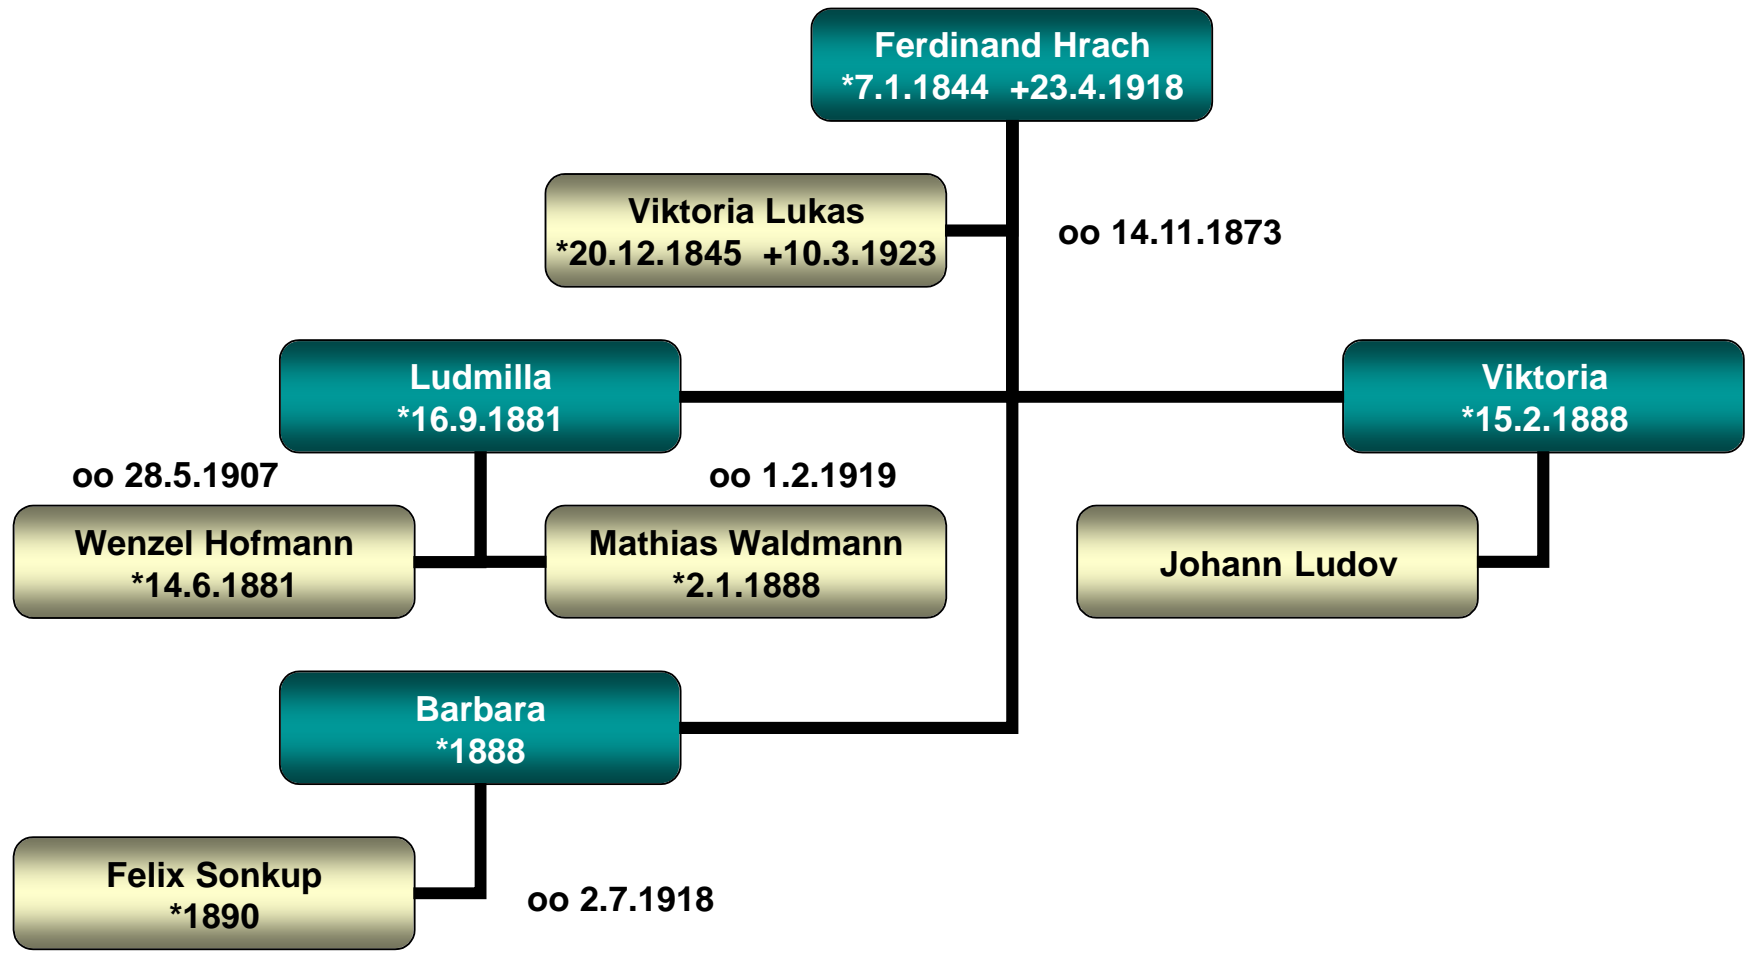 Ferdinand Hrach
*7.1.1844  +23.4.1918
Viktoria Lukas
*20.12.1845  +10.3.1923
oo 14.11.1873
Ludmilla
*16.9.1881
Viktoria
*15.2.1888
oo 28.5.1907
oo 1.2.1919
Wenzel Hofmann
*14.6.1881
Mathias Waldmann
*2.1.1888
Johann Ludov
Barbara
*1888
Felix Sonkup
*1890
oo 2.7.1918